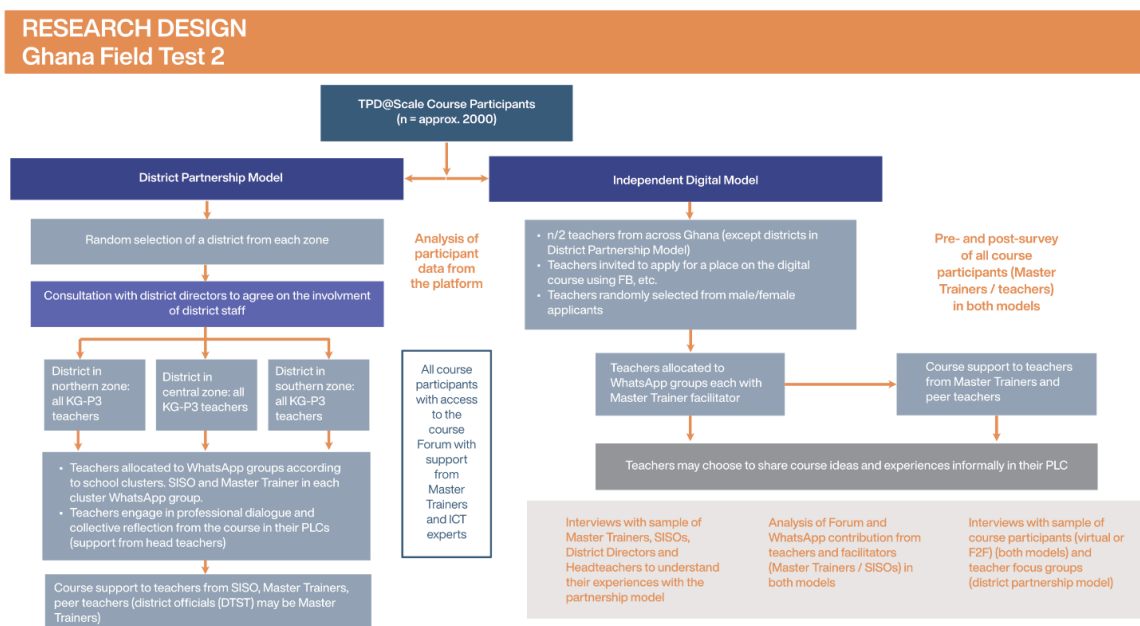 RESEARCH DESIGN
Ghana Field Test 2
TPD@Scale Course Participants
(n = approx. 2000)
District Partnership Model
Independent Digital Model
Random selection of a district from each zone
Consultation with district directors to agree on the involvment
of district staff
District in
northern zone:
all KG-P3
teachers
District in
central zone: all
KG-P3 teachers
District in
southern zone: all
KG-P3 teachers
• Teachers allocated to WhatsApp groups according
to school clusters. SISO and Master Trainer in each
cluster WhatsApp group.
• Teachers engage in professional dialogue and
collective reflection from the course in their PLCs
(support from head teachers)
Course support to teachers from SISO, Master Trainers,
peer teachers (district officials (DTST) may be Master
Trainers)
Analysis of
participant
data from
the platform
All course
participants
with access
to the
course
Forum with
support
from
Master
Trainers
and ICT
experts
• n/2 teachers from across Ghana (except districts in
District Partnership Model)
• Teachers invited to apply for a place on the digital
course using FB, etc.
• Teachers randomly selected from male/female
applicants
Pre- and post-survey
of all course
participants (Master
Trainers / teachers)
in both models
Teachers allocated to
WhatsApp groups each with
Master Trainer facilitator
Course support to teachers
from Master Trainers and
peer teachers
Teachers may choose to share course ideas and experiences informally in their PLC
Interviews with sample of
Master Trainers, SISOs,
District Directors and
Headteachers to understand
their experiences with the
partnership model
Analysis of Forum and
WhatsApp contribution from
teachers and facilitators
(Master Trainers / SISOs) in
both models
Interviews with sample of
course participants (virtual or
F2F) (both models) and
teacher focus groups
(district partnership model)